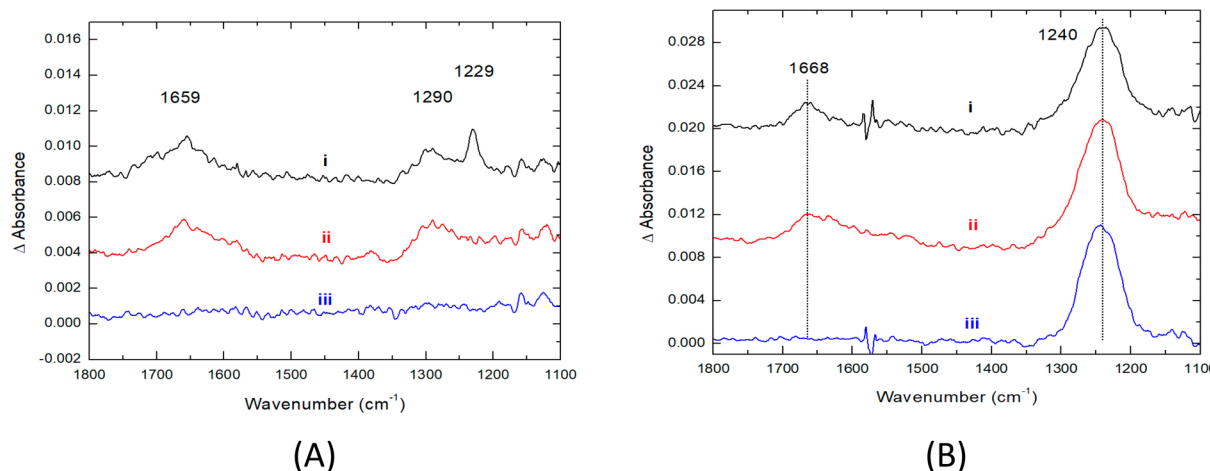 0.016
0.014
0.012
0.010
0.008
0.006
0.004
0.002
0.000
-0.002
Δ Absorbance
1659
1290
1229
i
ii
iii
1800 1700 1600 1500 1400 1300 1200 1100
Wavenumber (cm⁻¹)
(A)
0.028
0.024
0.020
0.016
0.012
0.008
0.004
0.000
Δ Absorbance
1668
1240
i
ii
iii
1800 1700 1600 1500 1400 1300 1200 1100
Wavenumber (cm⁻¹)
(B)